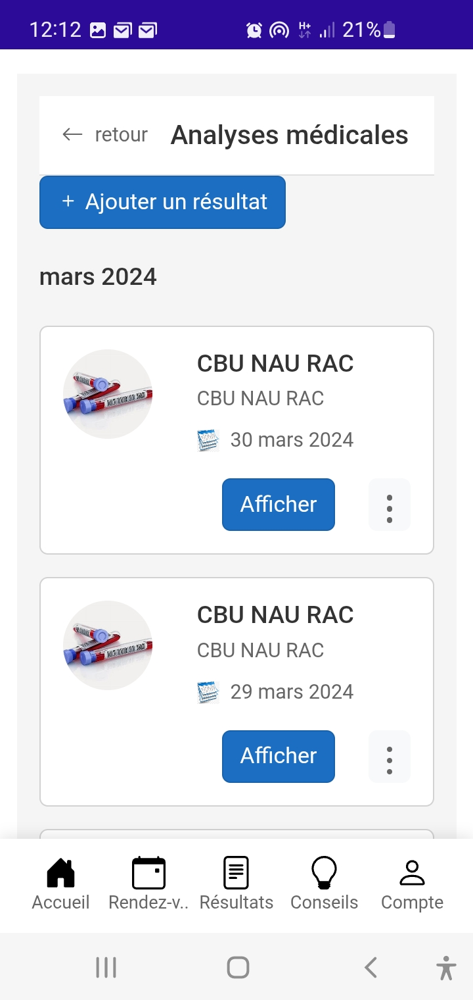 12:12 H+ 21%
← retour Analyses médicales
+ Ajouter un résultat
mars 2024
CBU NAU RAC
CBU NAU RAC
30 mars 2024
Afficher
CBU NAU RAC
CBU NAU RAC
29 mars 2024
Afficher
Accueil Rendez-v.. Résultats Conseils Compte